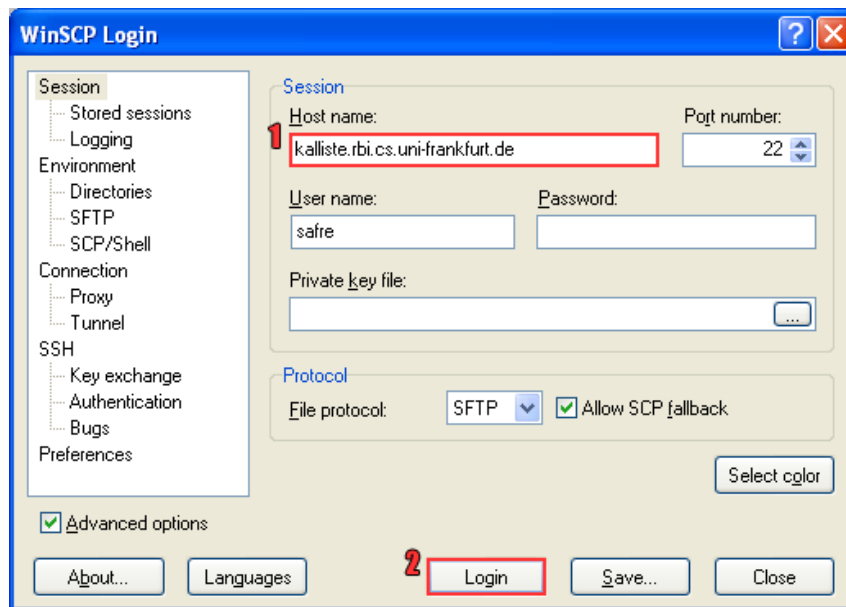 WinSCP Login
Session
Stored sessions
Logging
Environment
Directories
SFTP
SCP/Shell
Connection
Proxy
Tunnel
SSH
Key exchange
Authentication
Bugs
Preferences
Advanced options
Session
Host name:
Port number:
1
kalliste.rbi.cs.uni-frankfurt.de
22
User name:
Password:
safre
Private key file:
...
Protocol
File protocol:
SFTP
Allow SCP fallback
Select color
About...
Languages
2
Login
Save...
Close